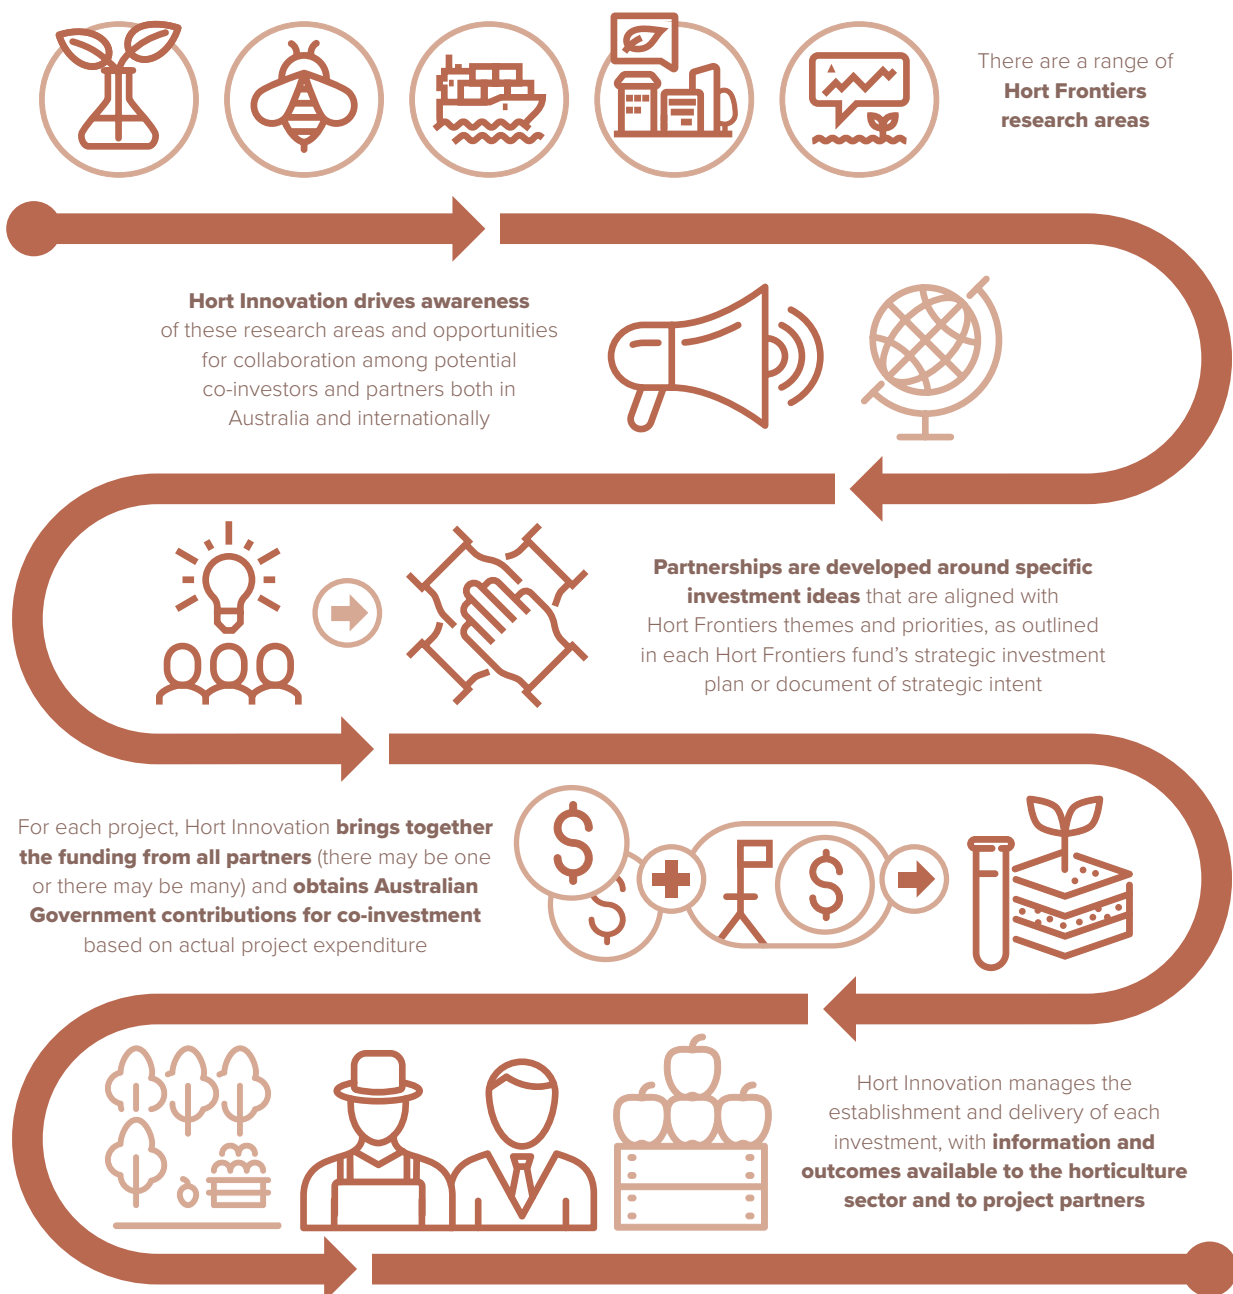 There are a range of
Hort Frontiers
research areas
Hort Innovation drives awareness
of these research areas and opportunities
for collaboration among potential
co-investors and partners both in
Australia and internationally
Partnerships are developed around specific
investment ideas that are aligned with
Hort Frontiers themes and priorities, as outlined
in each Hort Frontiers fund’s strategic investment
plan or document of strategic intent
For each project, Hort Innovation brings together
the funding from all partners (there may be one
or there may be many) and obtains Australian
Government contributions for co-investment
based on actual project expenditure
Hort Innovation manages the
establishment and delivery of each
investment, with information and
outcomes available to the horticulture
sector and to project partners